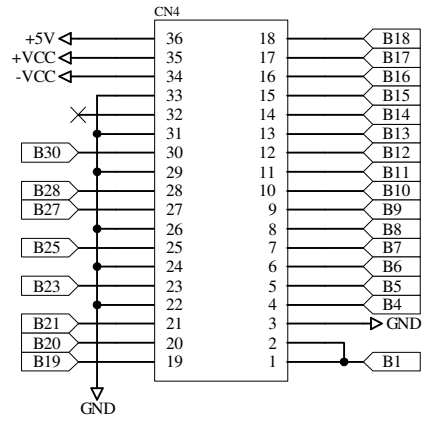 CN4
+5V 36 18 B18
+VCC 35 17 B17
-VCC 34 16 B16
33 15 B15
32 14 B14
31 13 B13
B30 30 12 B12
29 11 B11
B28 28 10 B10
B27 27 9 B9
26 8 B8
B25 25 7 B7
24 6 B6
B23 23 5 B5
22 4 B4
B21 21 3 GND
B20 20 2
B19 19 1 B1
GND